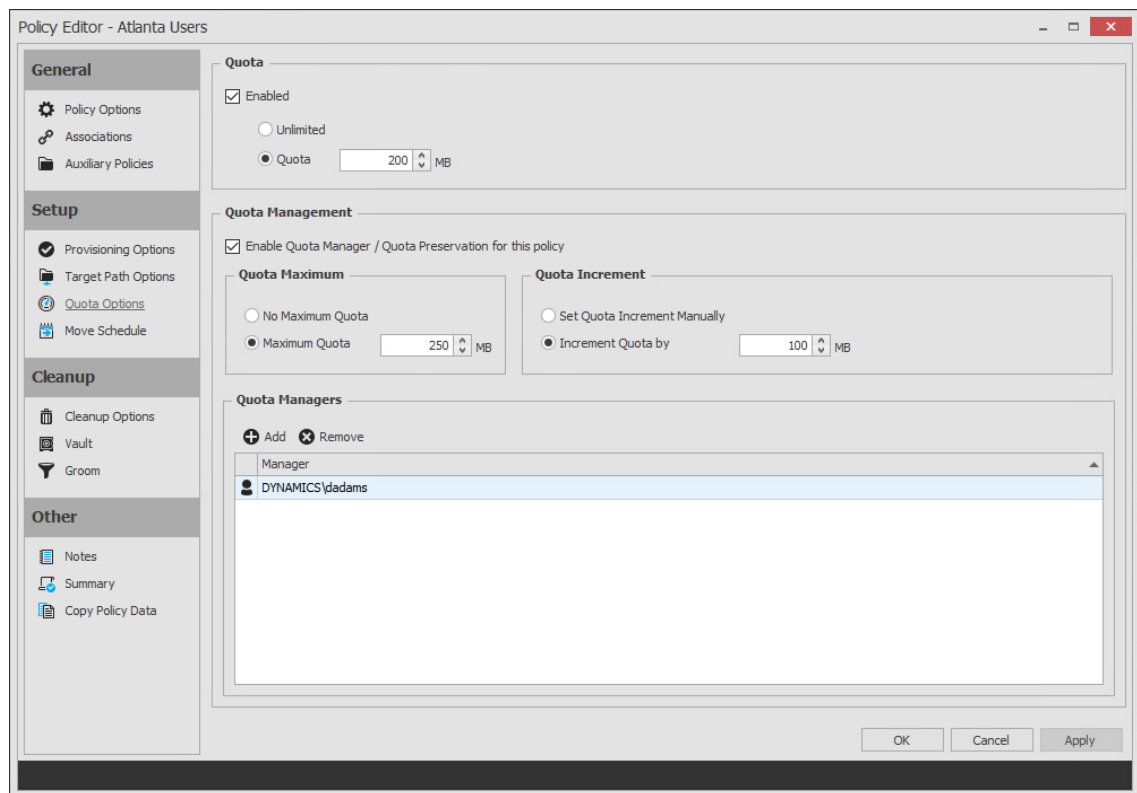 Policy Editor - Atlanta Users
General
Policy Options
Associations
Auxiliary Policies
Setup
Provisioning Options
Target Path Options
Quota Options
Move Schedule
Cleanup
Cleanup Options
Vault
Groom
Other
Notes
Summary
Copy Policy Data
Quota
Enabled
Unlimited
Quota 200 MB
Quota Management
Enable Quota Manager / Quota Preservation for this policy
Quota Maximum
No Maximum Quota
Maximum Quota 250 MB
Quota Increment
Set Quota Increment Manually
Increment Quota by 100 MB
Quota Managers
Add Remove
Manager
DYNAMICS\dadams
OK Cancel Apply